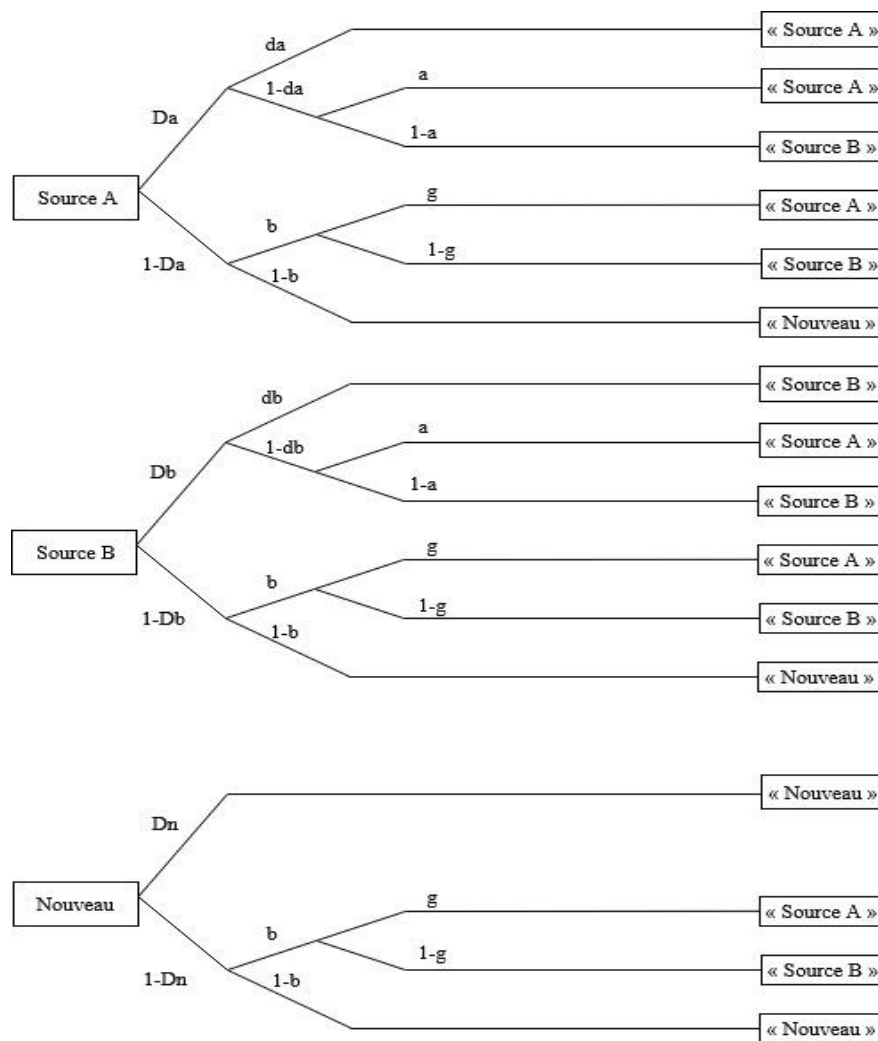 da
« Source A »
1-da
a
« Source A »
Da
1-a
« Source B »
Source A
g
« Source A »
b
1-g
« Source B »
1-Da
1-b
« Nouveau »
db
« Source B »
a
« Source A »
1-db
Db
1-a
« Source B »
Source B
g
« Source A »
b
1-g
« Source B »
1-Db
1-b
« Nouveau »
« Nouveau »
Dn
Nouveau
g
« Source A »
b
1-g
« Source B »
1-Dn
1-b
« Nouveau »